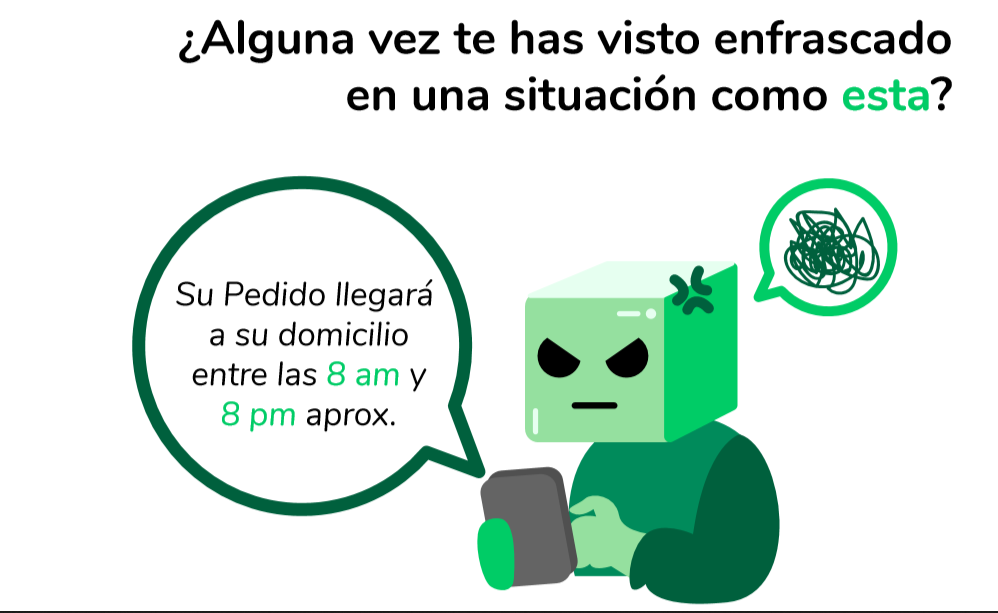 ¿Alguna vez te has visto enfrascado
en una situación como esta?
Su Pedido llegará
a su domicilio
entre las 8 am y
8 pm aprox.